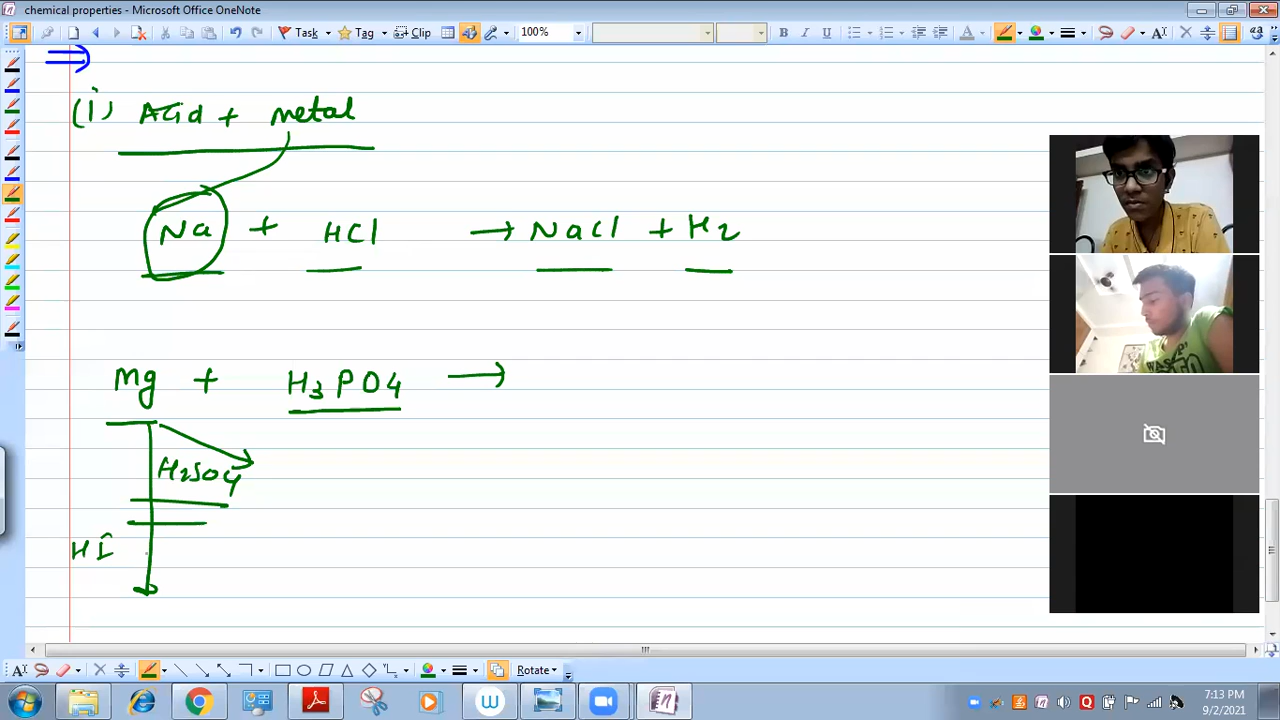 chemical properties - Microsoft Office OneNote
Task Tag Clip 100% B I U
⇒
(i) Acid + metal
Na + HCl → NaCl + H2
Mg + H3PO4 →
H2SO4
HI
Rotate
7:13 PM
9/2/2021